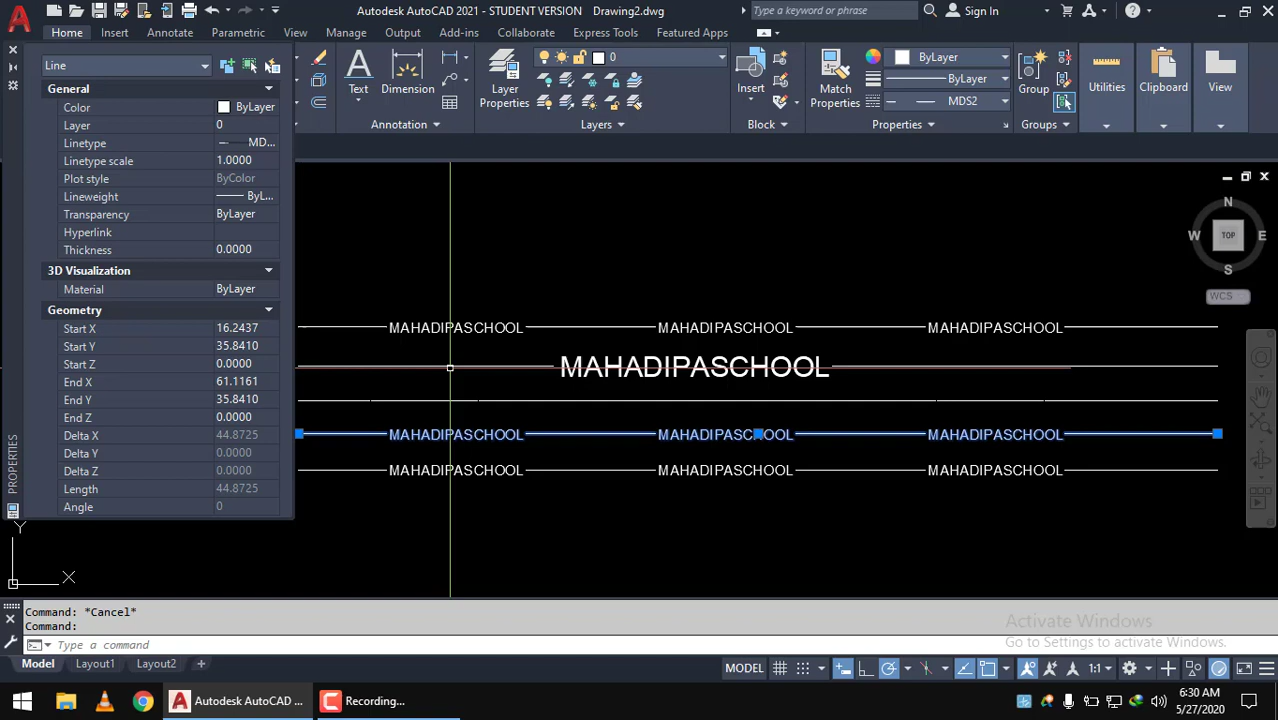 Autodesk AutoCAD 2021 - STUDENT VERSION Drawing2.dwg
Type a keyword or phrase
Sign In
Home Insert Annotate Parametric View Manage Output Add-ins Collaborate Express Tools Featured Apps
Line
General
Color ByLayer
Layer 0
Linetype MD...
Linetype scale 1.0000
Plot style ByColor
Lineweight ByL...
Transparency ByLayer
Hyperlink
Thickness 0.0000
3D Visualization
Material ByLayer
Geometry
Start X 16.2437
Start Y 35.8410
Start Z 0.0000
End X 61.1161
End Y 35.8410
End Z 0.0000
Delta X 44.8725
Delta Y 0.0000
Delta Z 0.0000
Length 44.8725
Angle 0
PROPERTIES
Text
Dimension
Annotation
Layer
Properties
0
Layers
Insert
Block
Match
Properties
ByLayer
ByLayer
MDS2
Properties
Group
Groups
Utilities
Clipboard
View
N
W TOP E
S
WCS
MAHADIPASCHOOL MAHADIPASCHOOL MAHADIPASCHOOL
MAHADIPASCHOOL
MAHADIPASCHOOL MAHADIPASCHOOL MAHADIPASCHOOL
MAHADIPASCHOOL MAHADIPASCHOOL MAHADIPASCHOOL
Y
X
Command: *Cancel*
Command:
Type a command
Activate Windows
Go to Settings to activate Windows.
Model Layout1 Layout2 +
MODEL
1:1
Autodesk AutoCAD ...
Recording...
6:30 AM
5/27/2020